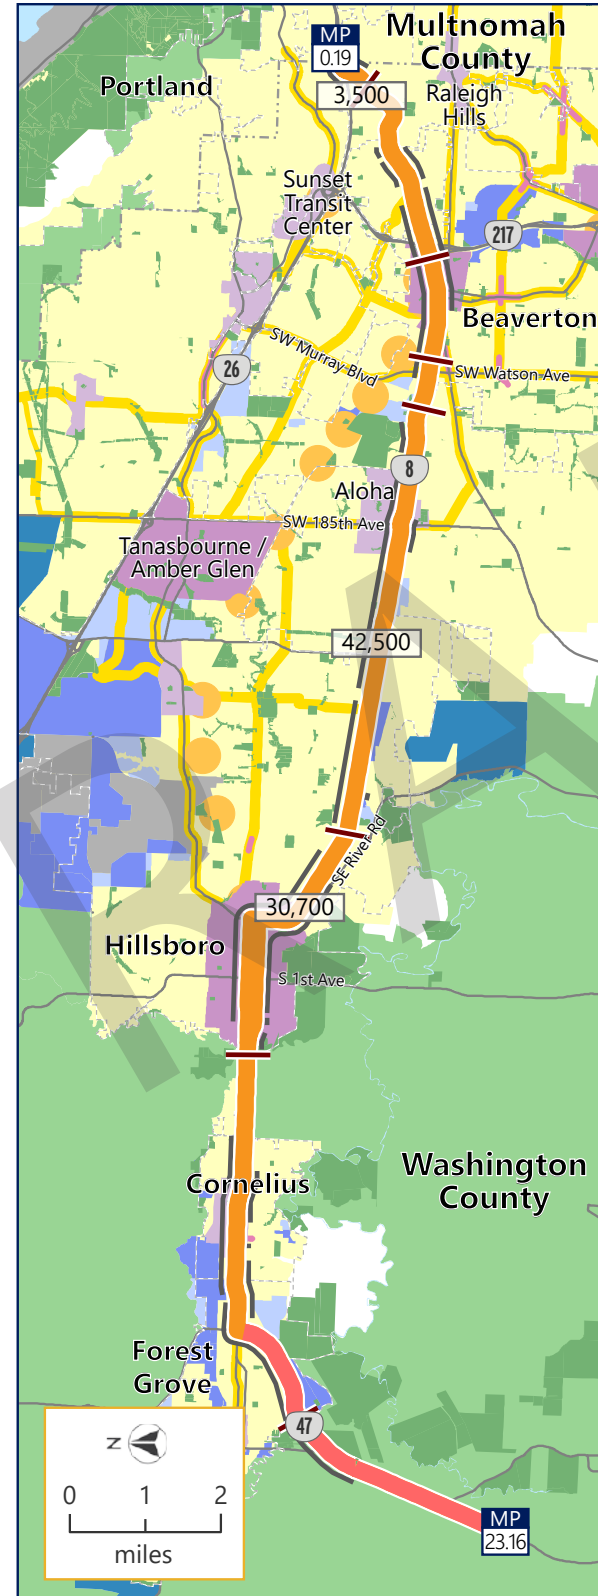 MP
0.19
Multnomah
County
Portland
3,500
Raleigh
Hills
Sunset
Transit
Center
217
Beaverton
SW Murray Blvd
26
SW Watson Ave
8
Aloha
SW 185th Ave
Tanasbourne /
Amber Glen
42,500
SE River Rd
30,700
Hillsboro
S 1st Ave
Cornelius
Washington
County
Forest
Grove
47
N
0 1 2
miles
MP
23.16